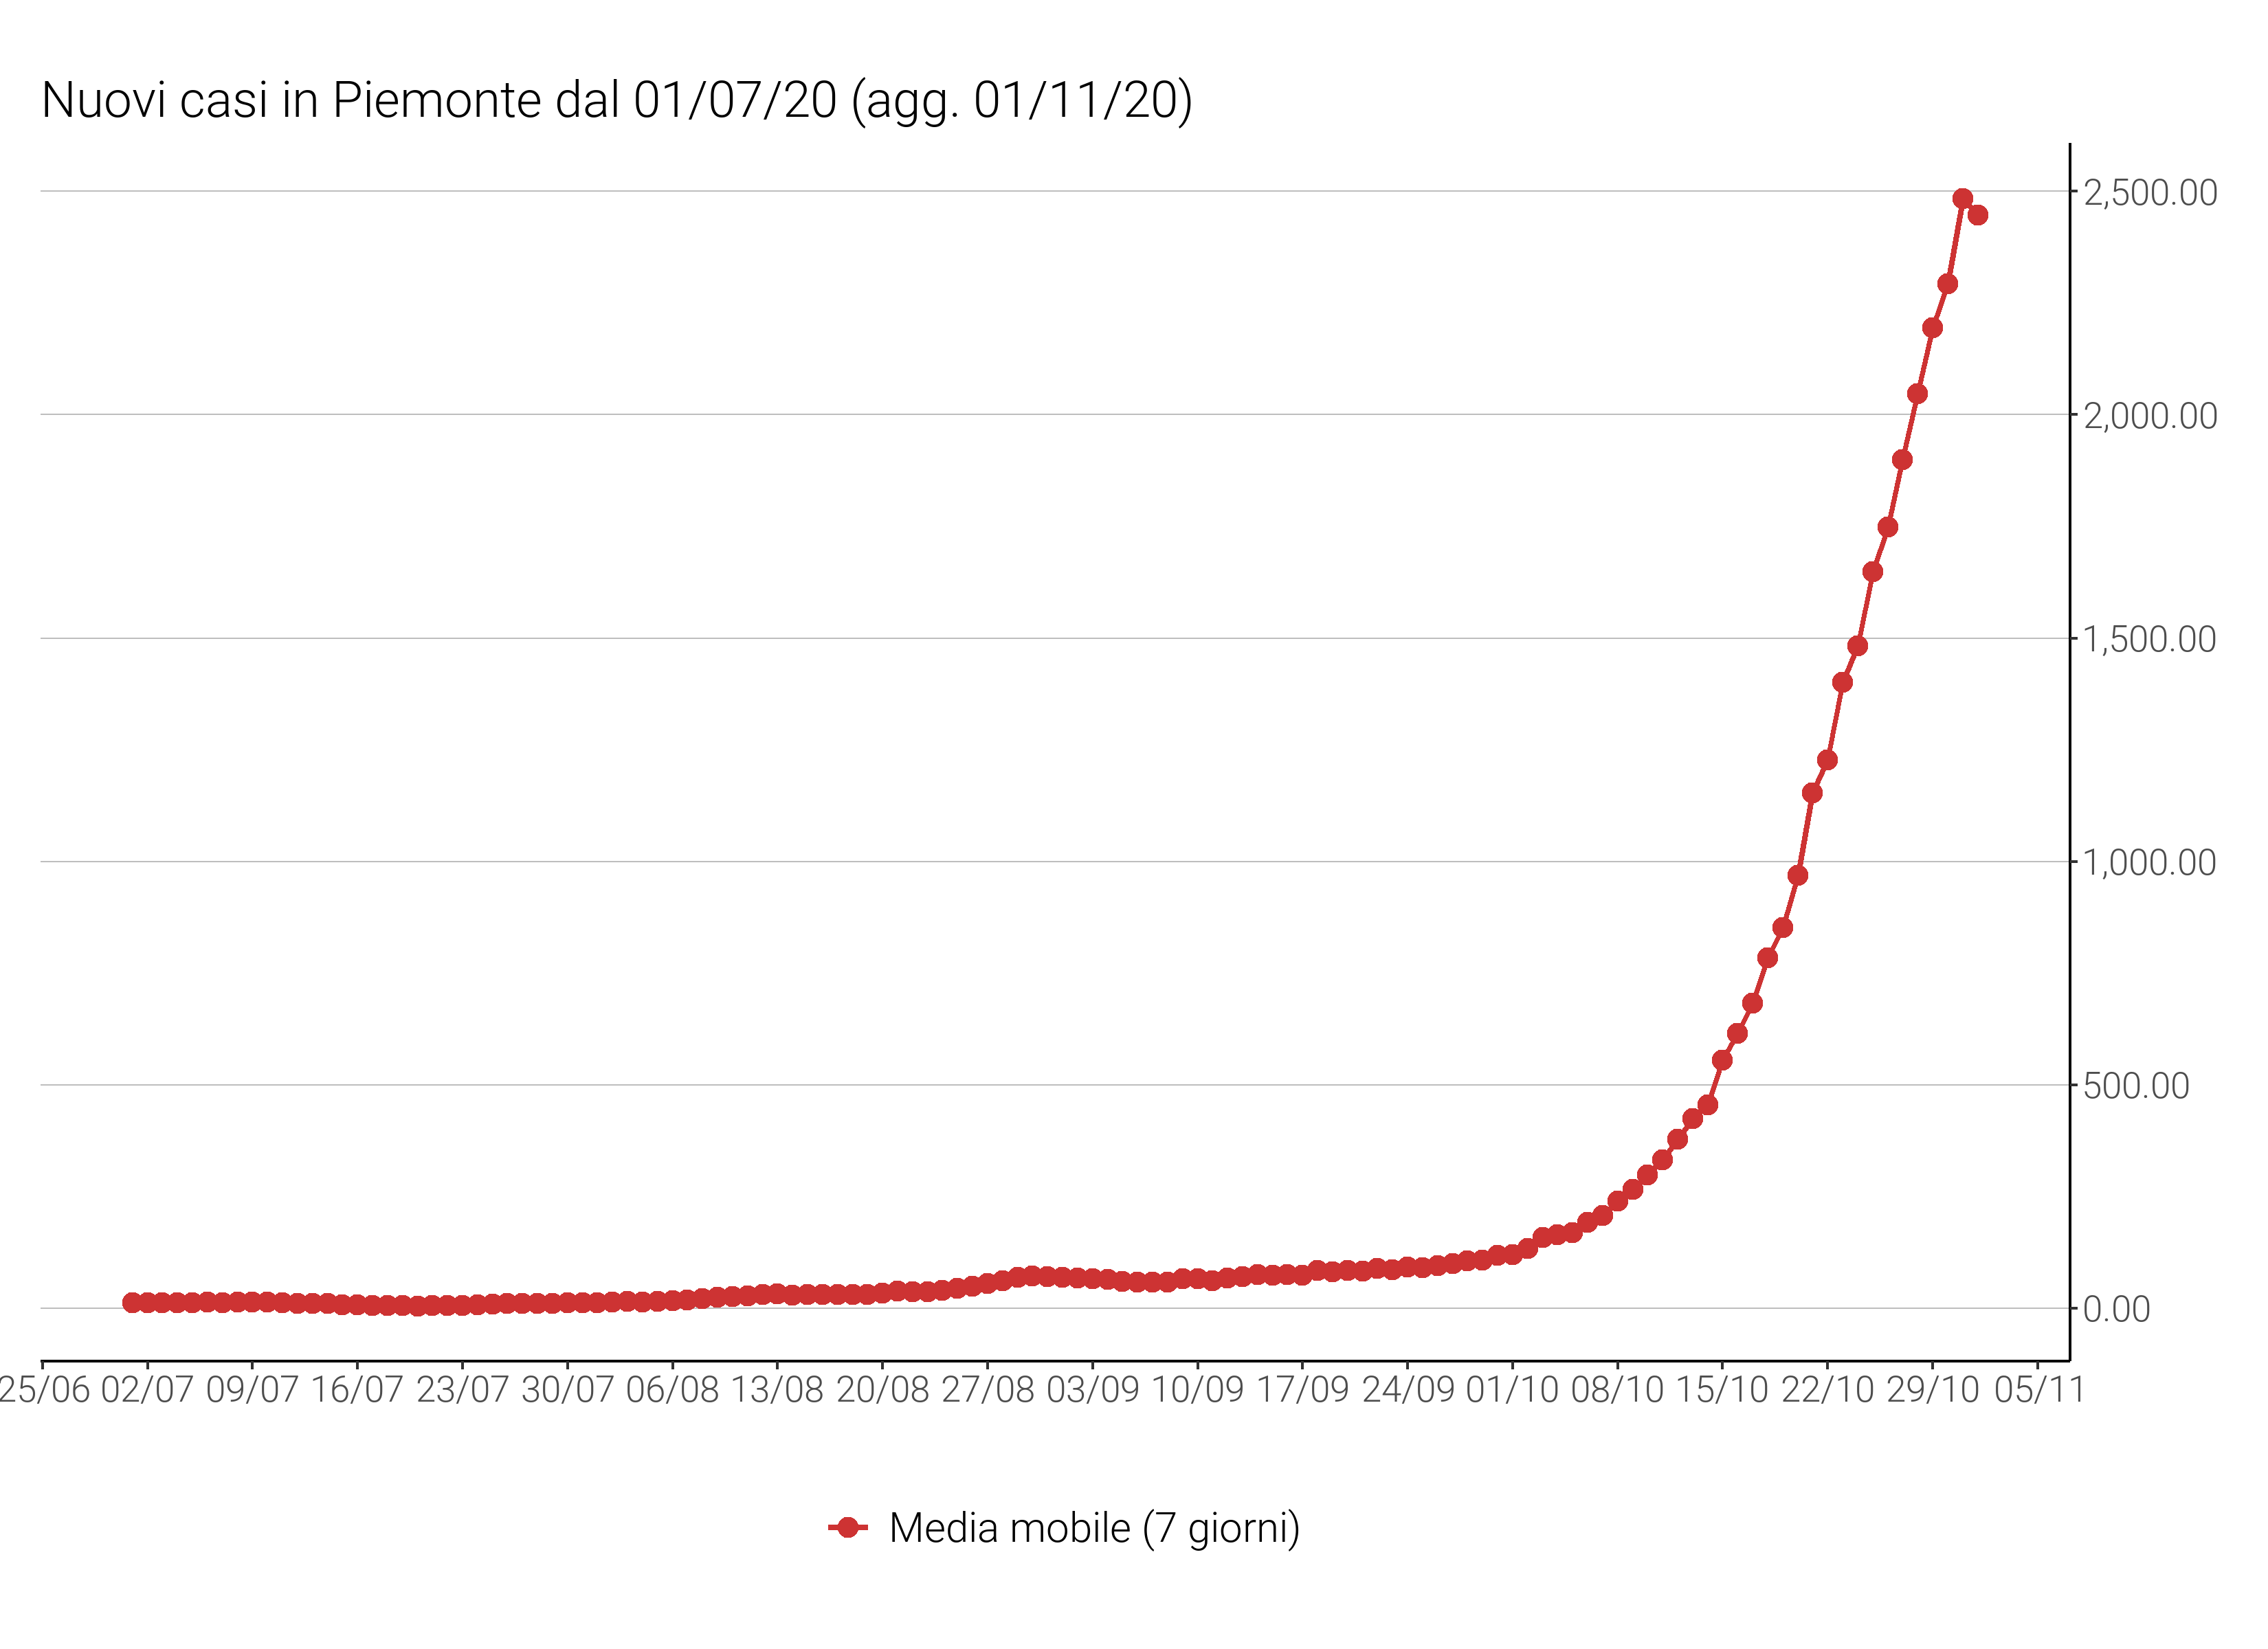 Nuovi casi in Piemonte dal 01/07/20 (agg. 01/11/20)
2,500.00
2,000.00
1,500.00
1,000.00
500.00
0.00
25/06 02/07 09/07 16/07 23/07 30/07 06/08 13/08 20/08 27/08 03/09 10/09 17/09 24/09 01/10 08/10 15/10 22/10 29/10 05/11
Media mobile (7 giorni)